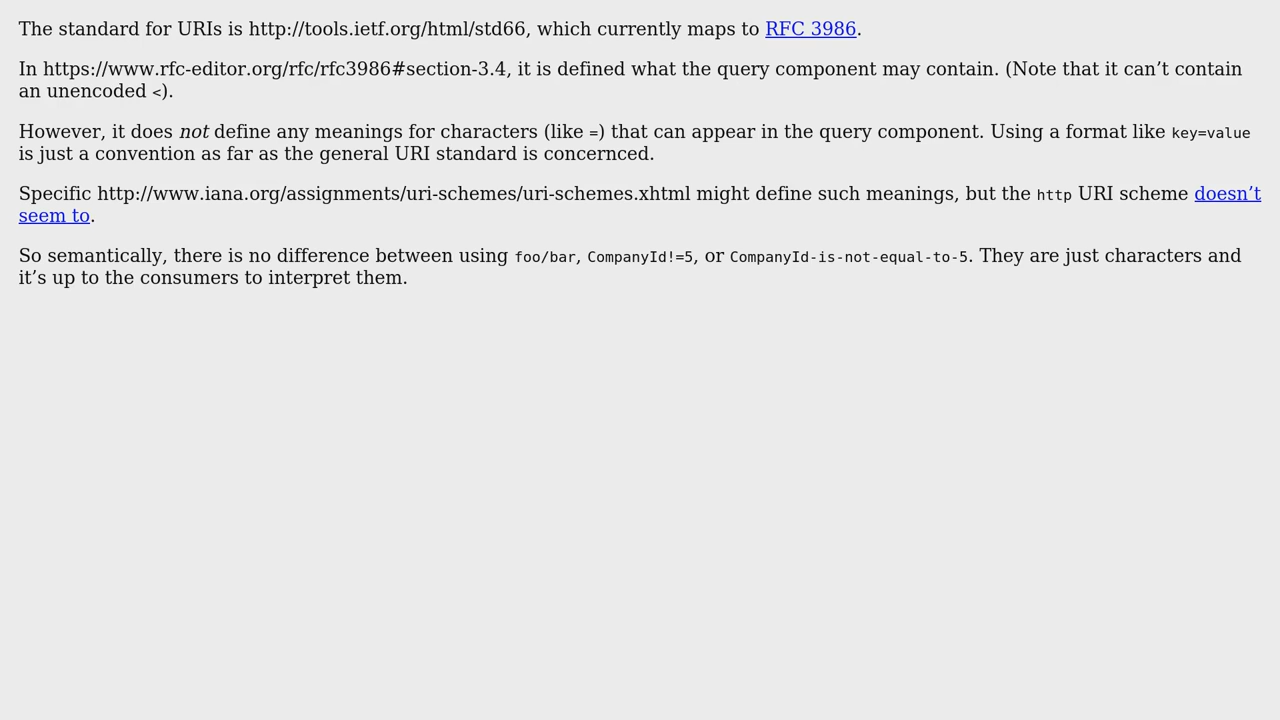 The standard for URIs is http://tools.ietf.org/html/std66, which currently maps to RFC 3986.
In https://www.rfc-editor.org/rfc/rfc3986#section-3.4, it is defined what the query component may contain. (Note that it can’t contain
an unencoded <).
However, it does not define any meanings for characters (like =) that can appear in the query component. Using a format like key=value
is just a convention as far as the general URI standard is concernced.
Specific http://www.iana.org/assignments/uri-schemes/uri-schemes.xhtml might define such meanings, but the http URI scheme doesn’t
seem to.
So semantically, there is no difference between using foo/bar, CompanyId!=5, or CompanyId-is-not-equal-to-5. They are just characters and
it’s up to the consumers to interpret them.